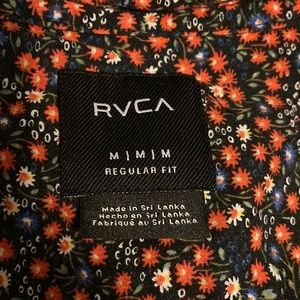 RVCA
M|M|M
REGULAR FIT
Made in Sri Lanka
Hecho en Sri Lanka
Fabriqué au Sri Lanka